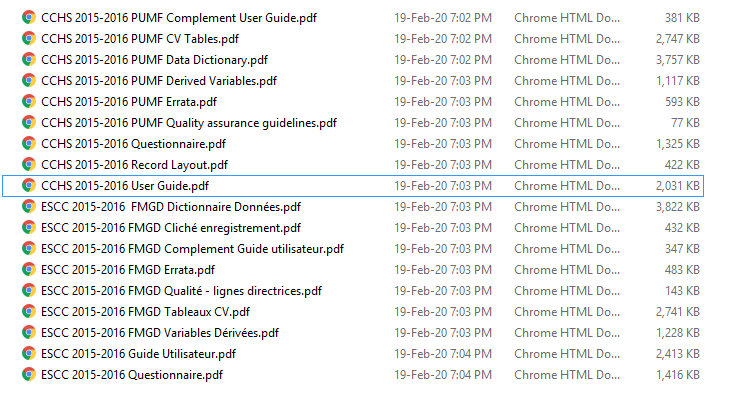 CCHS 2015-2016 PUMF Complement User Guide.pdf 19-Feb-20 7:02 PM Chrome HTML Do... 381 KB
CCHS 2015-2016 PUMF CV Tables.pdf 19-Feb-20 7:02 PM Chrome HTML Do... 2,747 KB
CCHS 2015-2016 PUMF Data Dictionary.pdf 19-Feb-20 7:02 PM Chrome HTML Do... 3,757 KB
CCHS 2015-2016 PUMF Derived Variables.pdf 19-Feb-20 7:03 PM Chrome HTML Do... 1,117 KB
CCHS 2015-2016 PUMF Errata.pdf 19-Feb-20 7:03 PM Chrome HTML Do... 593 KB
CCHS 2015-2016 PUMF Quality assurance guidelines.pdf 19-Feb-20 7:03 PM Chrome HTML Do... 77 KB
CCHS 2015-2016 Questionnaire.pdf 19-Feb-20 7:03 PM Chrome HTML Do... 1,325 KB
CCHS 2015-2016 Record Layout.pdf 19-Feb-20 7:03 PM Chrome HTML Do... 422 KB
CCHS 2015-2016 User Guide.pdf 19-Feb-20 7:03 PM Chrome HTML Do... 2,031 KB
ESCC 2015-2016  FMGD Dictionnaire Données.pdf 19-Feb-20 7:03 PM Chrome HTML Do... 3,822 KB
ESCC 2015-2016 FMGD Cliché enregistrement.pdf 19-Feb-20 7:03 PM Chrome HTML Do... 432 KB
ESCC 2015-2016 FMGD Complement Guide utilisateur.pdf 19-Feb-20 7:03 PM Chrome HTML Do... 347 KB
ESCC 2015-2016 FMGD Errata.pdf 19-Feb-20 7:03 PM Chrome HTML Do... 483 KB
ESCC 2015-2016 FMGD Qualité - lignes directrices.pdf 19-Feb-20 7:03 PM Chrome HTML Do... 143 KB
ESCC 2015-2016 FMGD Tableaux CV.pdf 19-Feb-20 7:03 PM Chrome HTML Do... 2,741 KB
ESCC 2015-2016 FMGD Variables Dérivées.pdf 19-Feb-20 7:03 PM Chrome HTML Do... 1,228 KB
ESCC 2015-2016 Guide Utilisateur.pdf 19-Feb-20 7:04 PM Chrome HTML Do... 2,413 KB
ESCC 2015-2016 Questionnaire.pdf 19-Feb-20 7:04 PM Chrome HTML Do... 1,416 KB